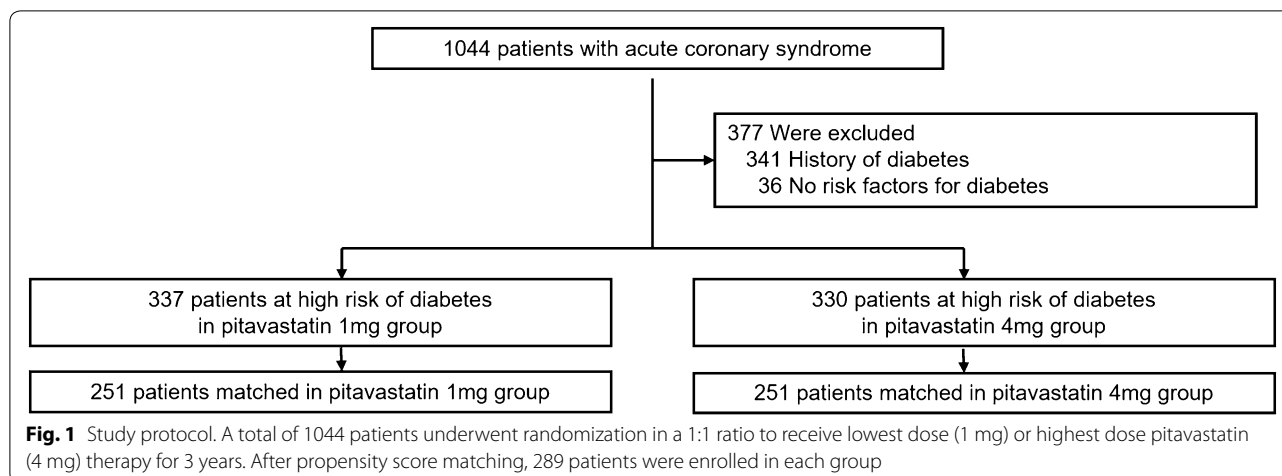 1044 patients with acute coronary syndrome
377 Were excluded
341 History of diabetes
36 No risk factors for diabetes
337 patients at high risk of diabetes
in pitavastatin 1mg group
330 patients at high risk of diabetes
in pitavastatin 4mg group
251 patients matched in pitavastatin 1mg group
251 patients matched in pitavastatin 4mg group
Fig. 1 Study protocol. A total of 1044 patients underwent randomization in a 1:1 ratio to receive lowest dose (1 mg) or highest dose pitavastatin
(4 mg) therapy for 3 years. After propensity score matching, 289 patients were enrolled in each group